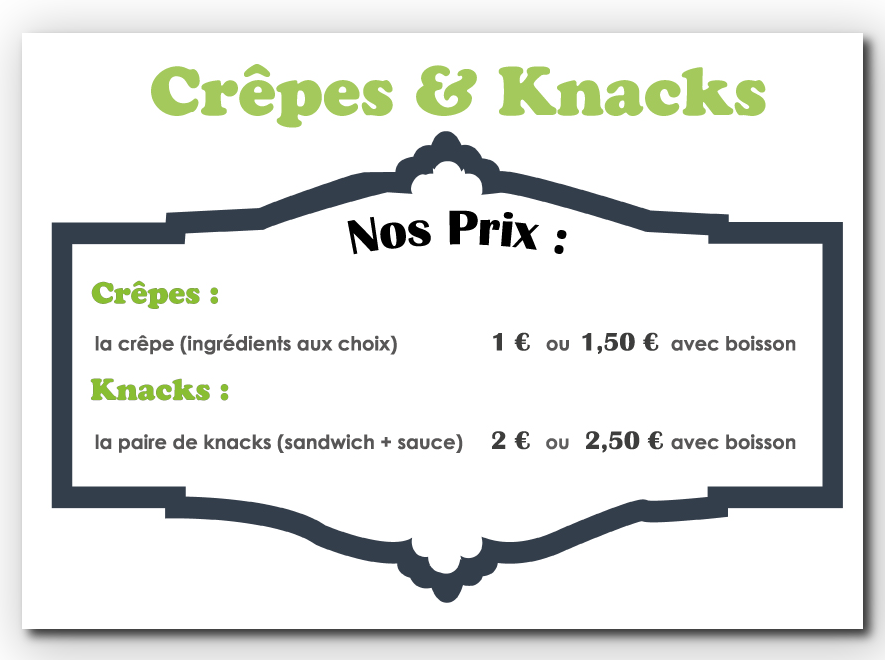 Crêpes & Knacks
Nos Prix :
Crêpes :
la crêpe (ingrédients aux choix) 1 € ou 1,50 € avec boisson
Knacks :
la paire de knacks (sandwich + sauce) 2 € ou 2,50 € avec boisson